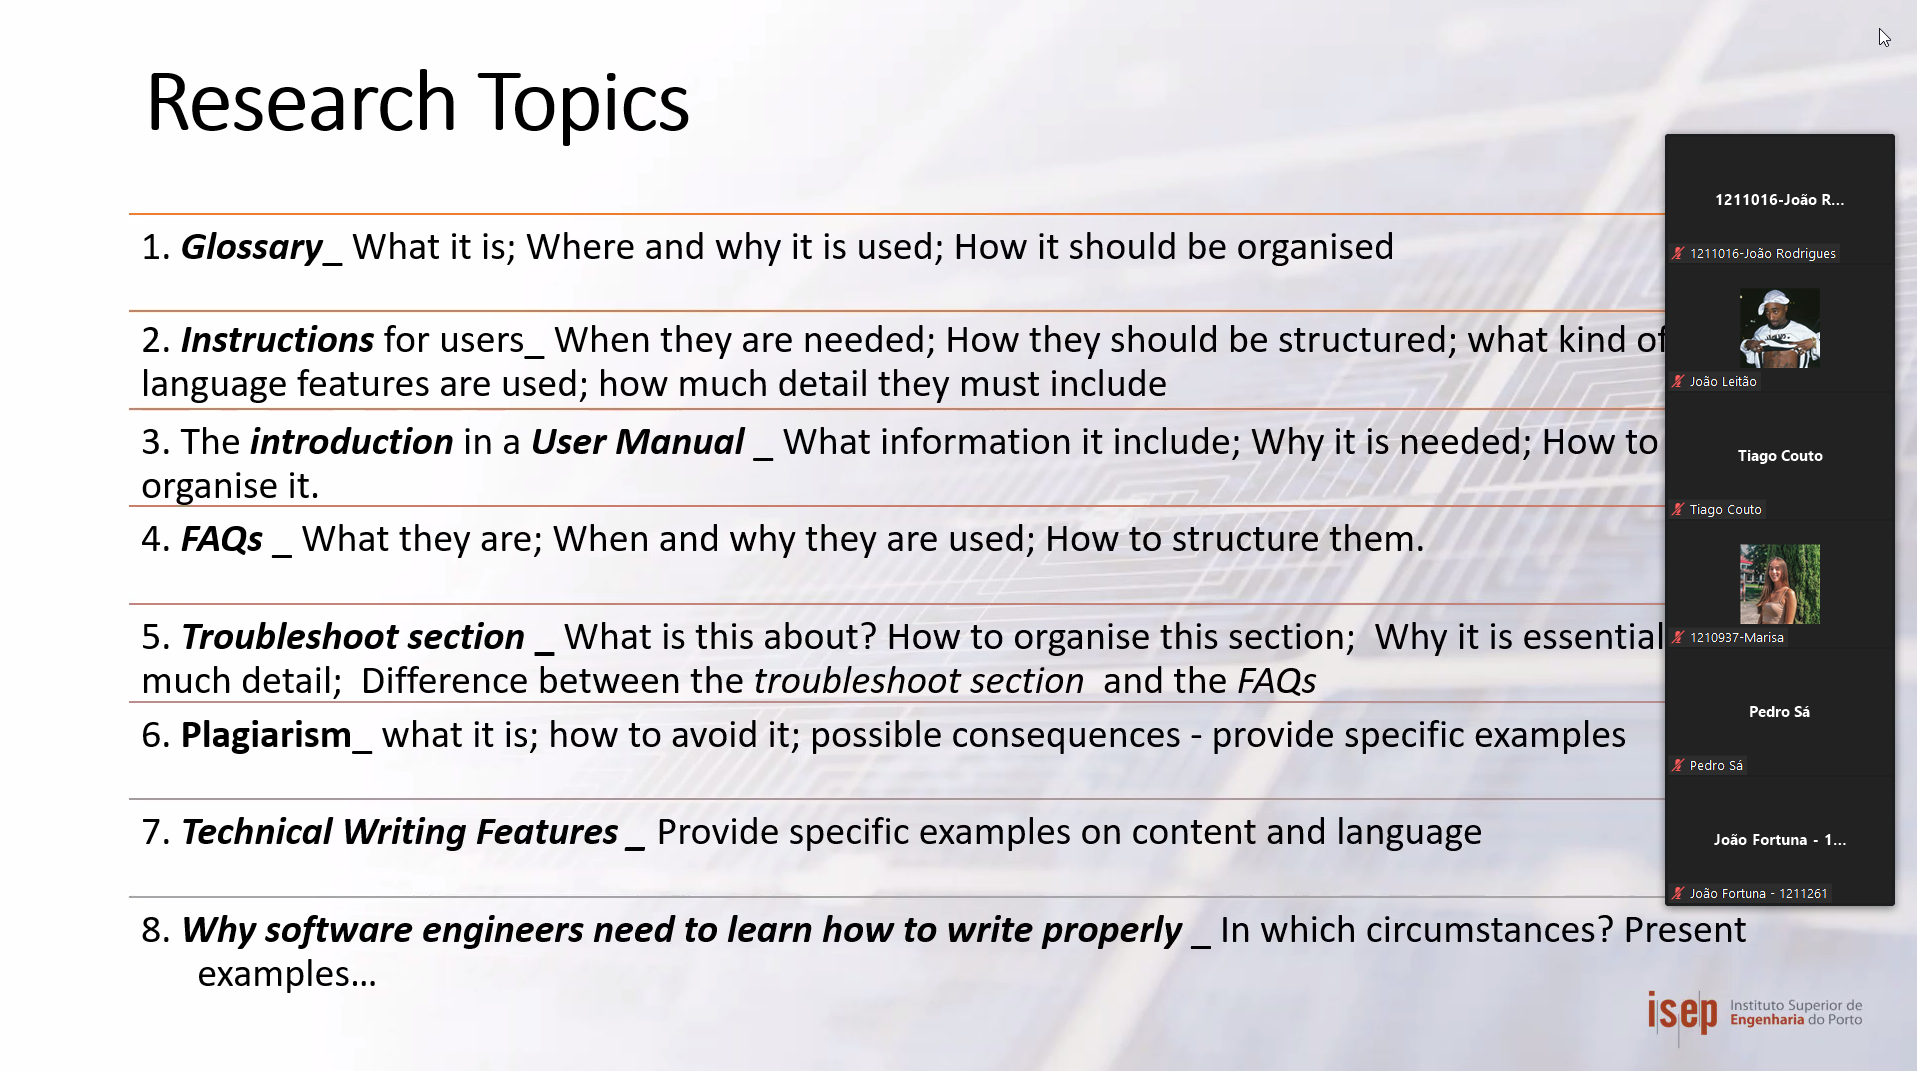 Research Topics
1. Glossary_ What it is; Where and why it is used; How it should be organised
2. Instructions for users_ When they are needed; How they should be structured; what kind of
language features are used; how much detail they must include
3. The introduction in a User Manual _ What information it include; Why it is needed; How to
organise it.
4. FAQs _ What they are; When and why they are used; How to structure them.
5. Troubleshoot section _ What is this about? How to organise this section;  Why it is essential
much detail;  Difference between the troubleshoot section  and the FAQs
6. Plagiarism_ what it is; how to avoid it; possible consequences - provide specific examples
7. Technical Writing Features _ Provide specific examples on content and language
8. Why software engineers need to learn how to write properly _ In which circumstances? Present
examples...
1211016-João R...
1211016-João Rodrigues
João Leitão
Tiago Couto
Tiago Couto
1210937-Marisa
Pedro Sá
Pedro Sá
João Fortuna - 1...
João Fortuna - 1211261
isep
Instituto Superior de
Engenharia do Porto